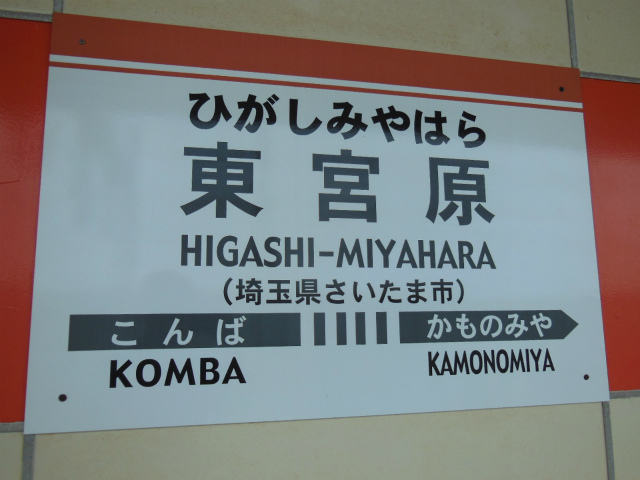 ひがしみやはら
東宮原
HIGASHI-MIYAHARA
(埼玉県さいたま市)
こんば かものみや
KOMBA KAMONOMIYA